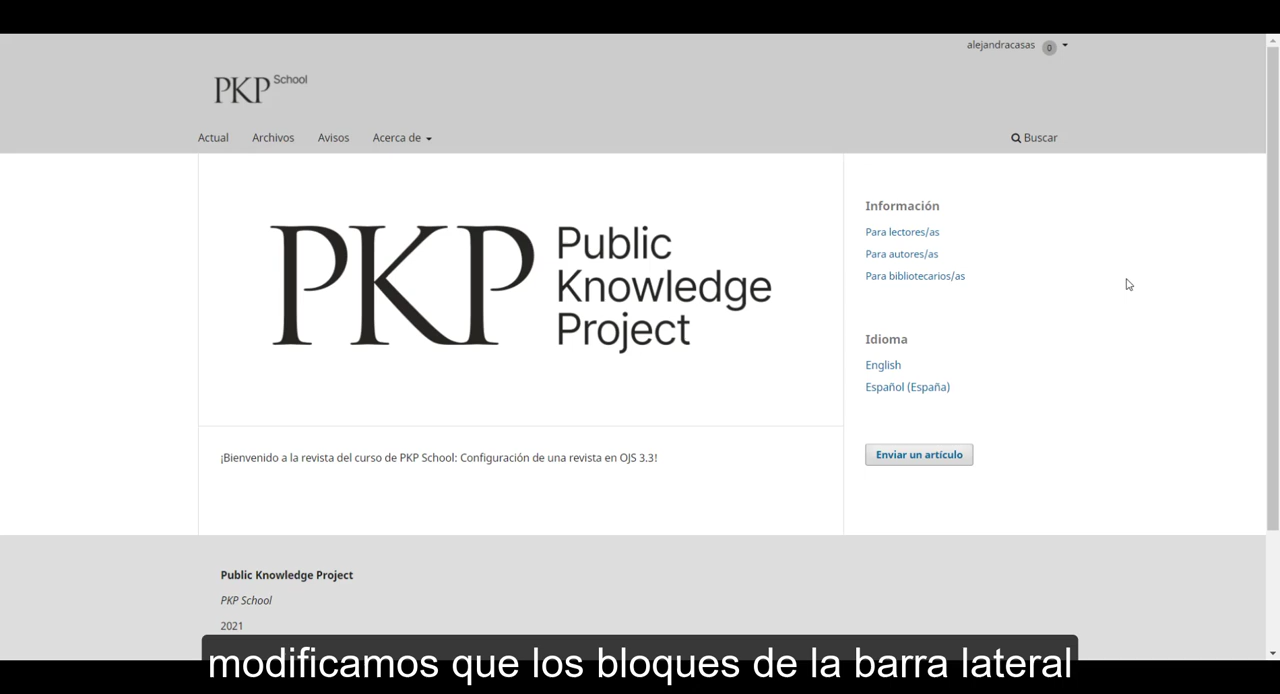 alejandracasas 0
PKP School
Actual Archivos Avisos Acerca de
Buscar
PKP Public
Knowledge
Project
Información
Para lectores/as
Para autores/as
Para bibliotecarios/as
Idioma
English
Español (España)
Enviar un artículo
¡Bienvenido a la revista del curso de PKP School: Configuración de una revista en OJS 3.3!
Public Knowledge Project
PKP School
2021
modificamos que los bloques de la barra lateral